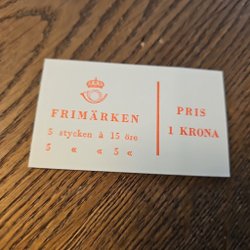 FRIMÄRKEN
5 stycken à 15 öre
5 « « 5 «
PRIS
1 KRONA